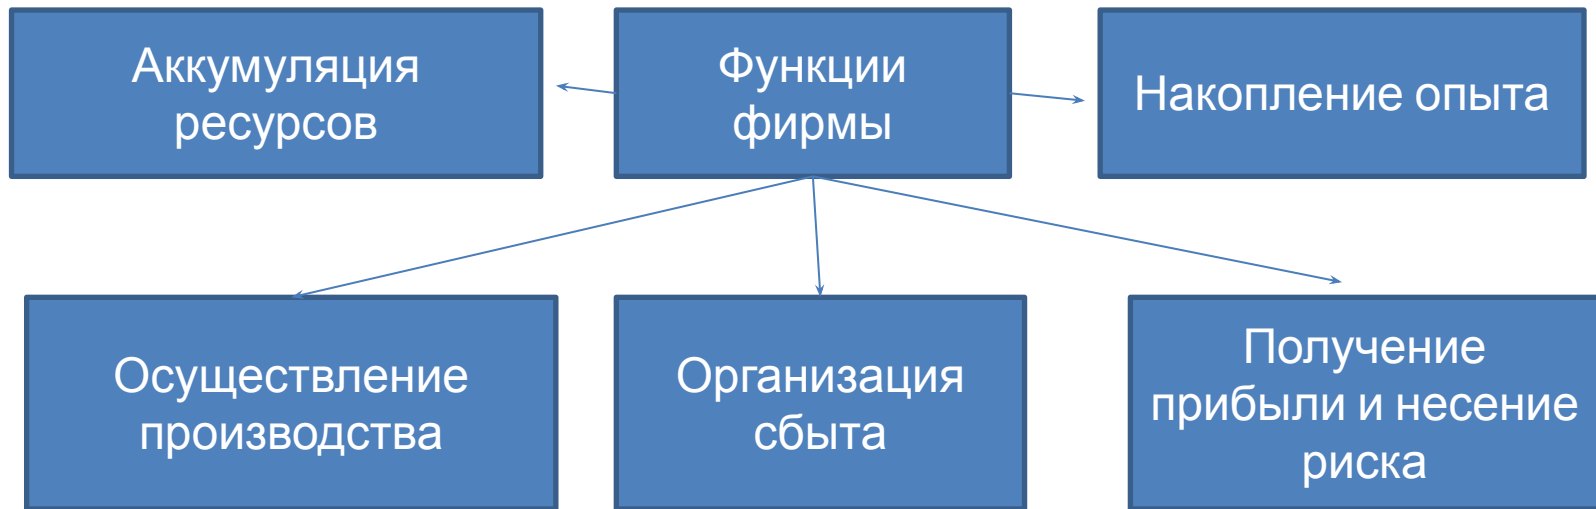 Аккумуляция
ресурсов
Функции
фирмы
Накопление опыта
Осуществление
производства
Организация
сбыта
Получение
прибыли и несение
риска